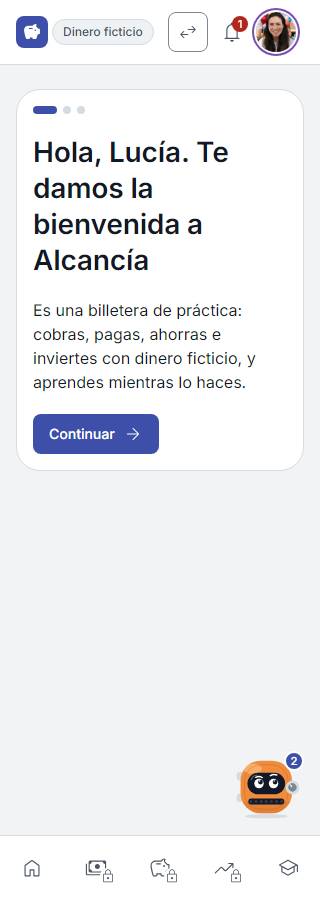 Dinero ficticio
1
Hola, Lucía. Te
damos la
bienvenida a
Alcancía
Es una billetera de práctica:
cobras, pagas, ahorras e
inviertes con dinero ficticio, y
aprendes mientras lo haces.
Continuar
2